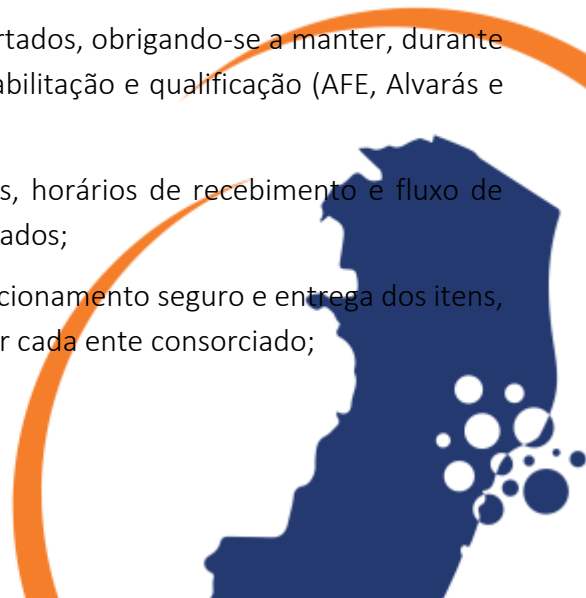 rtados, obrigando-se a manter, durante
abilitação e qualificação (AFE, Alvarás e
s, horários de recebimento e fluxo de
ados;
cionamento seguro e entrega dos itens,
r cada ente consorciado;